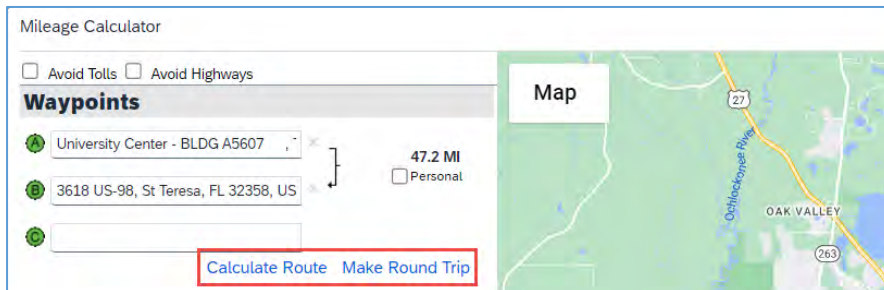 Mileage Calculator
Avoid Tolls Avoid Highways
Waypoints
A University Center - BLDG A5607 ,
47.2 MI
Personal
B 3618 US-98, St Teresa, FL 32358, US
C
Calculate Route Make Round Trip
Map
27
Ochlockonee River
OAK VALLEY
263